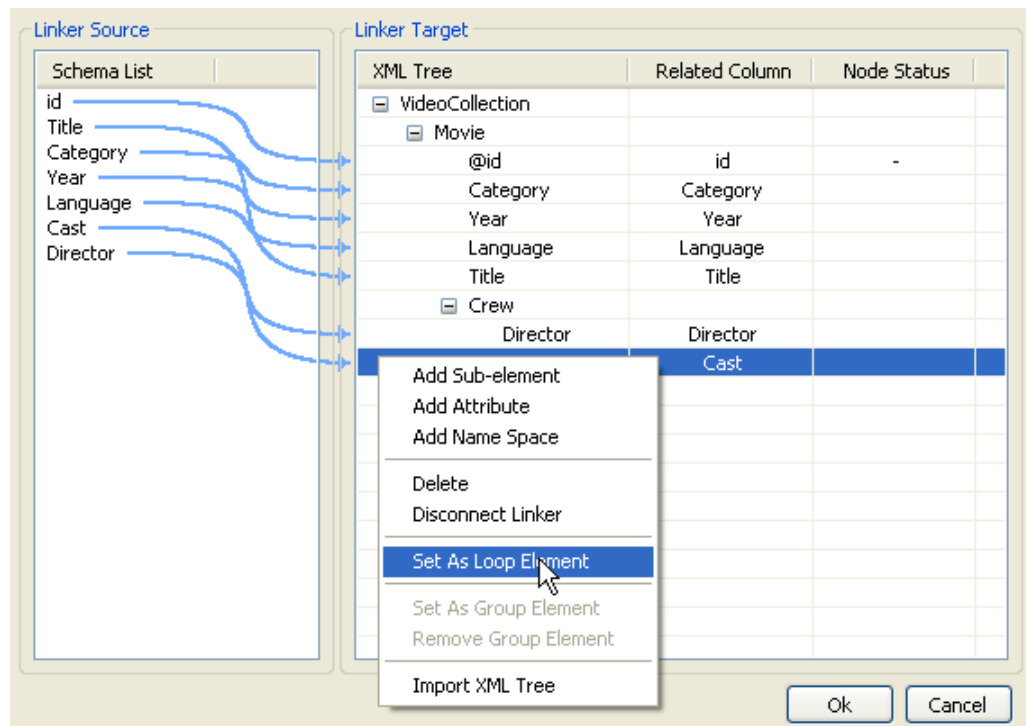 Linker Source
Schema List
id
Title
Category
Year
Language
Cast
Director
Linker Target
XML Tree Related Column Node Status
VideoCollection
Movie
@id id -
Category Category
Year Year
Language Language
Title Title
Crew
Director Director
Cast
Add Sub-element
Add Attribute
Add Name Space
Delete
Disconnect Linker
Set As Loop Element
Set As Group Element
Remove Group Element
Import XML Tree
Ok Cancel